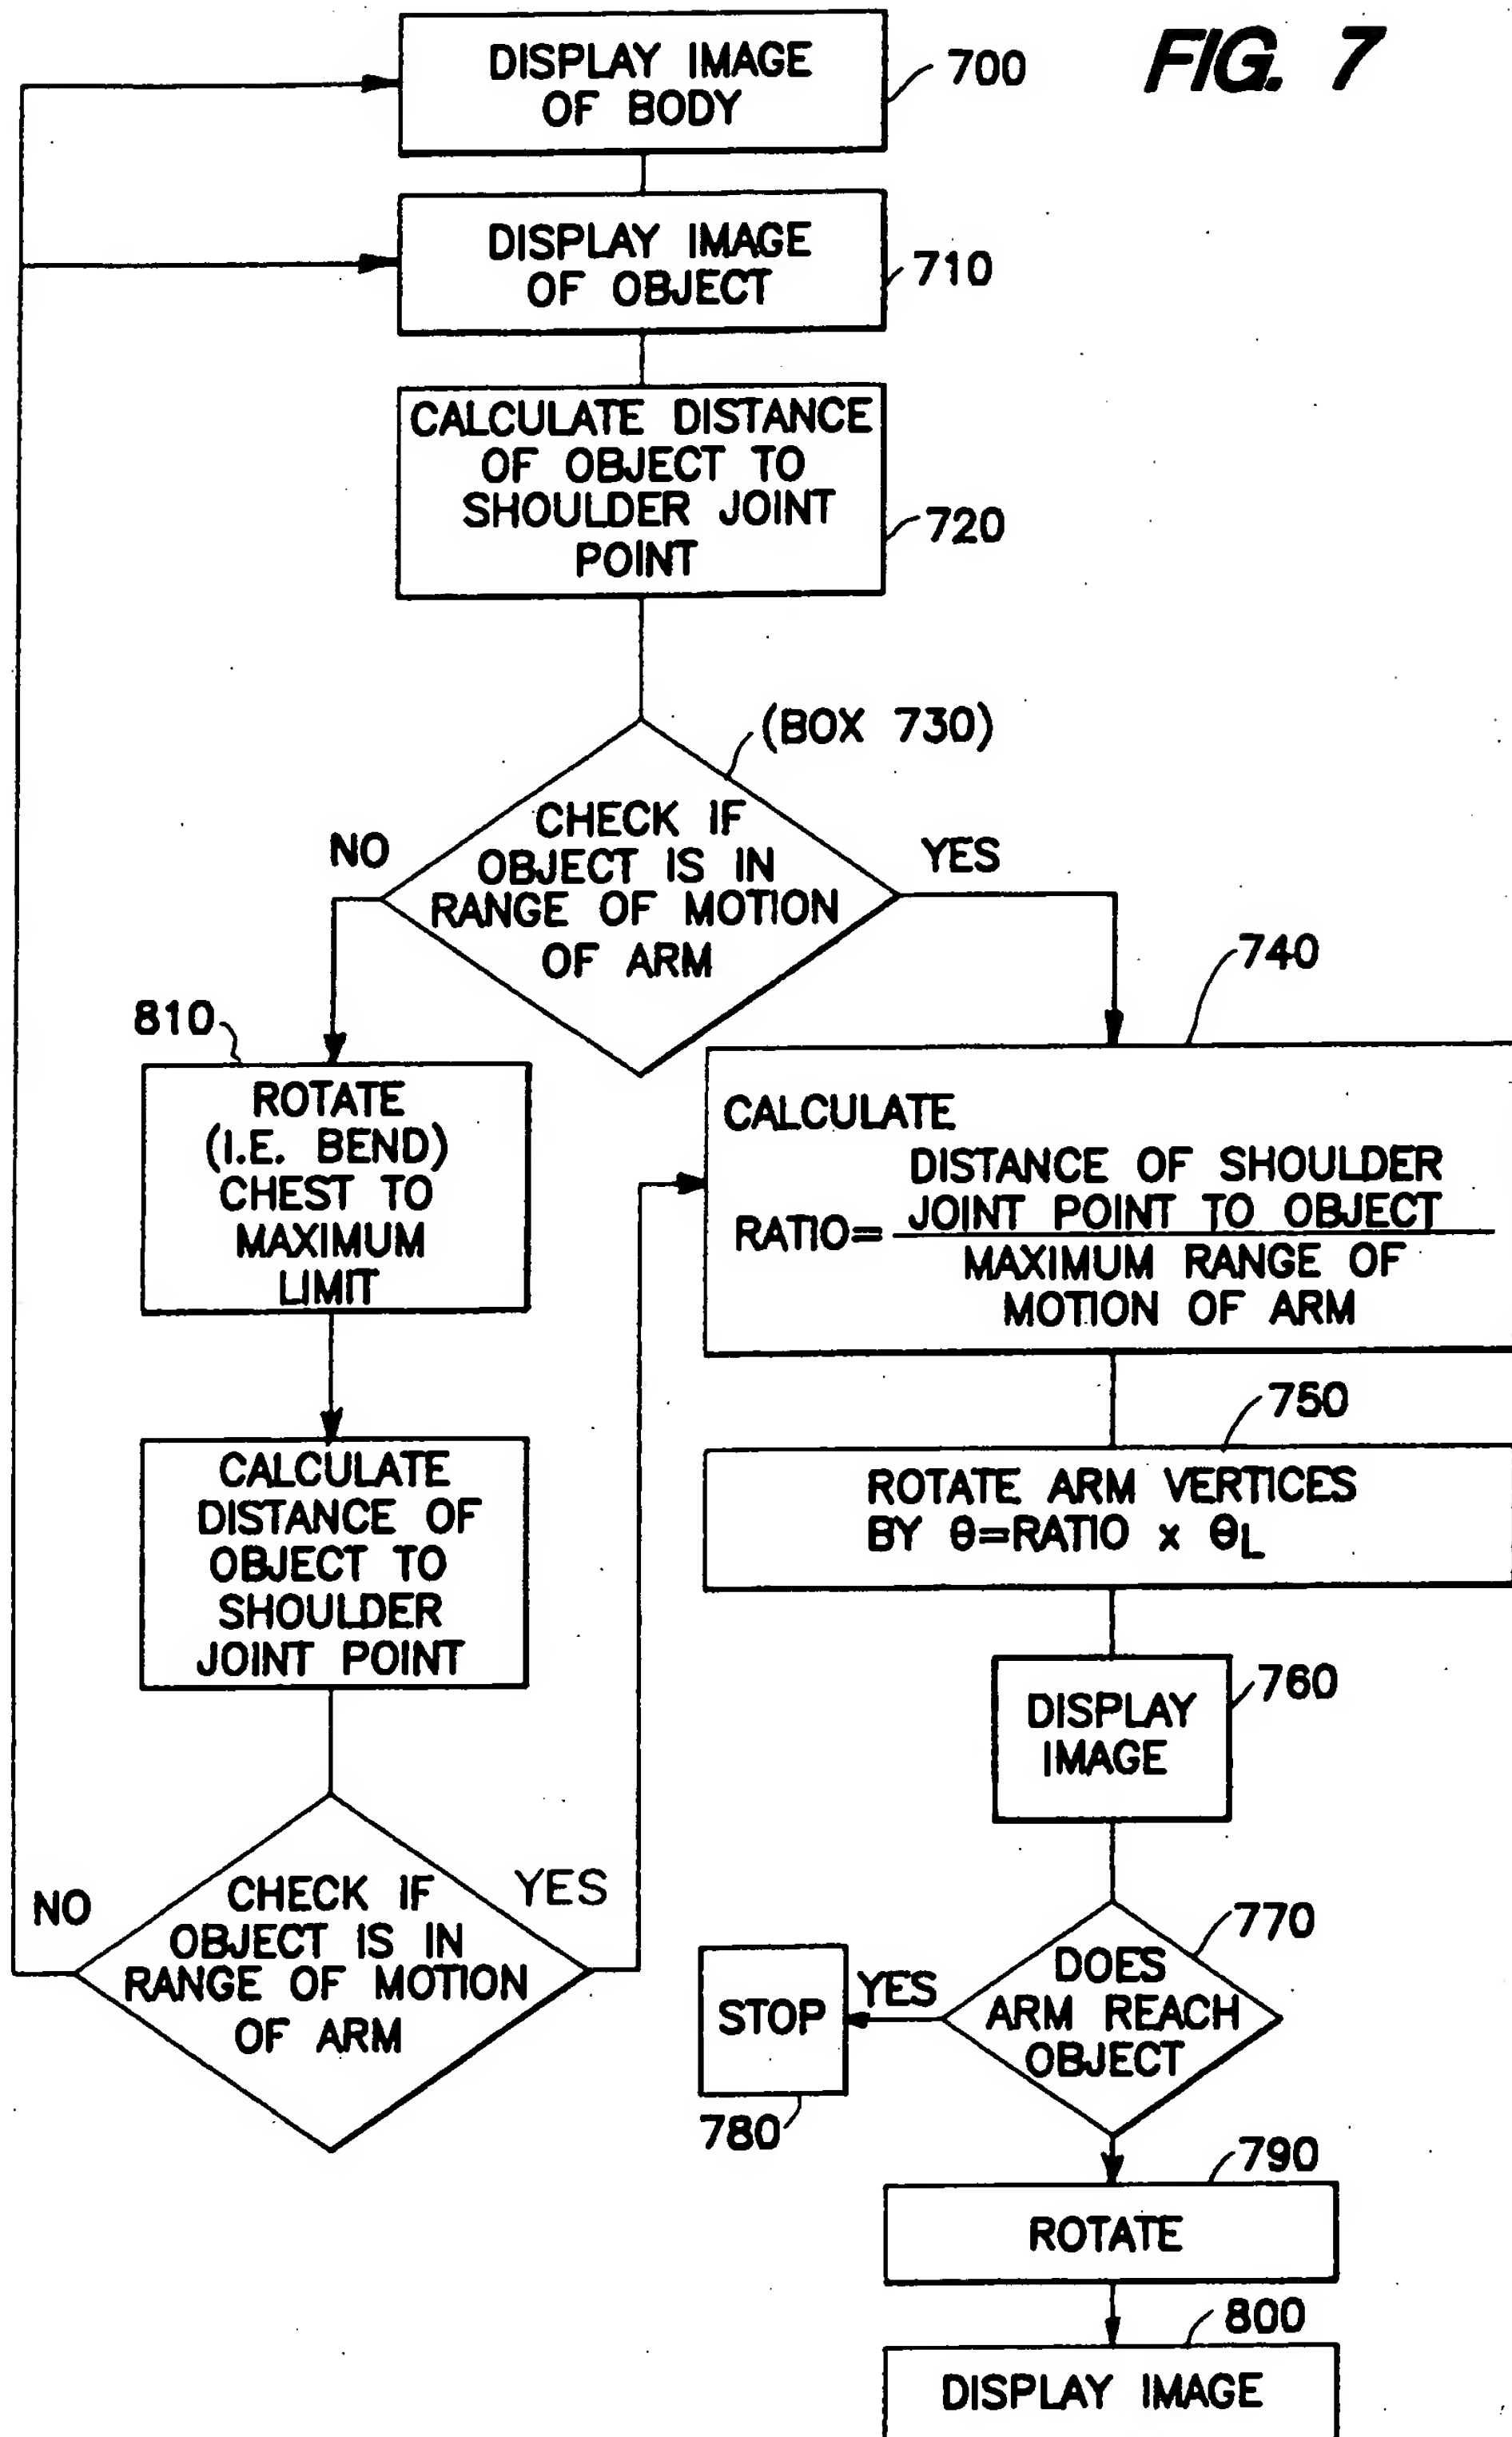 FIG. 7
DISPLAY IMAGE
OF BODY
700
DISPLAY IMAGE
OF OBJECT
710
CALCULATE DISTANCE
OF OBJECT TO
SHOULDER JOINT
POINT
720
(BOX 730)
CHECK IF
OBJECT IS IN
RANGE OF MOTION
OF ARM
NO
YES
810
ROTATE
(I.E. BEND)
CHEST TO
MAXIMUM
LIMIT
740
CALCULATE
DISTANCE OF SHOULDER
JOINT POINT TO OBJECT
RATIO=
MAXIMUM RANGE OF
MOTION OF ARM
CALCULATE
DISTANCE OF
OBJECT TO
SHOULDER
JOINT POINT
750
ROTATE ARM VERTICES
BY θ=RATIO x θL
760
DISPLAY
IMAGE
CHECK IF
OBJECT IS IN
RANGE OF MOTION
OF ARM
NO
YES
770
DOES
ARM REACH
OBJECT
YES
STOP
780
790
ROTATE
800
DISPLAY IMAGE